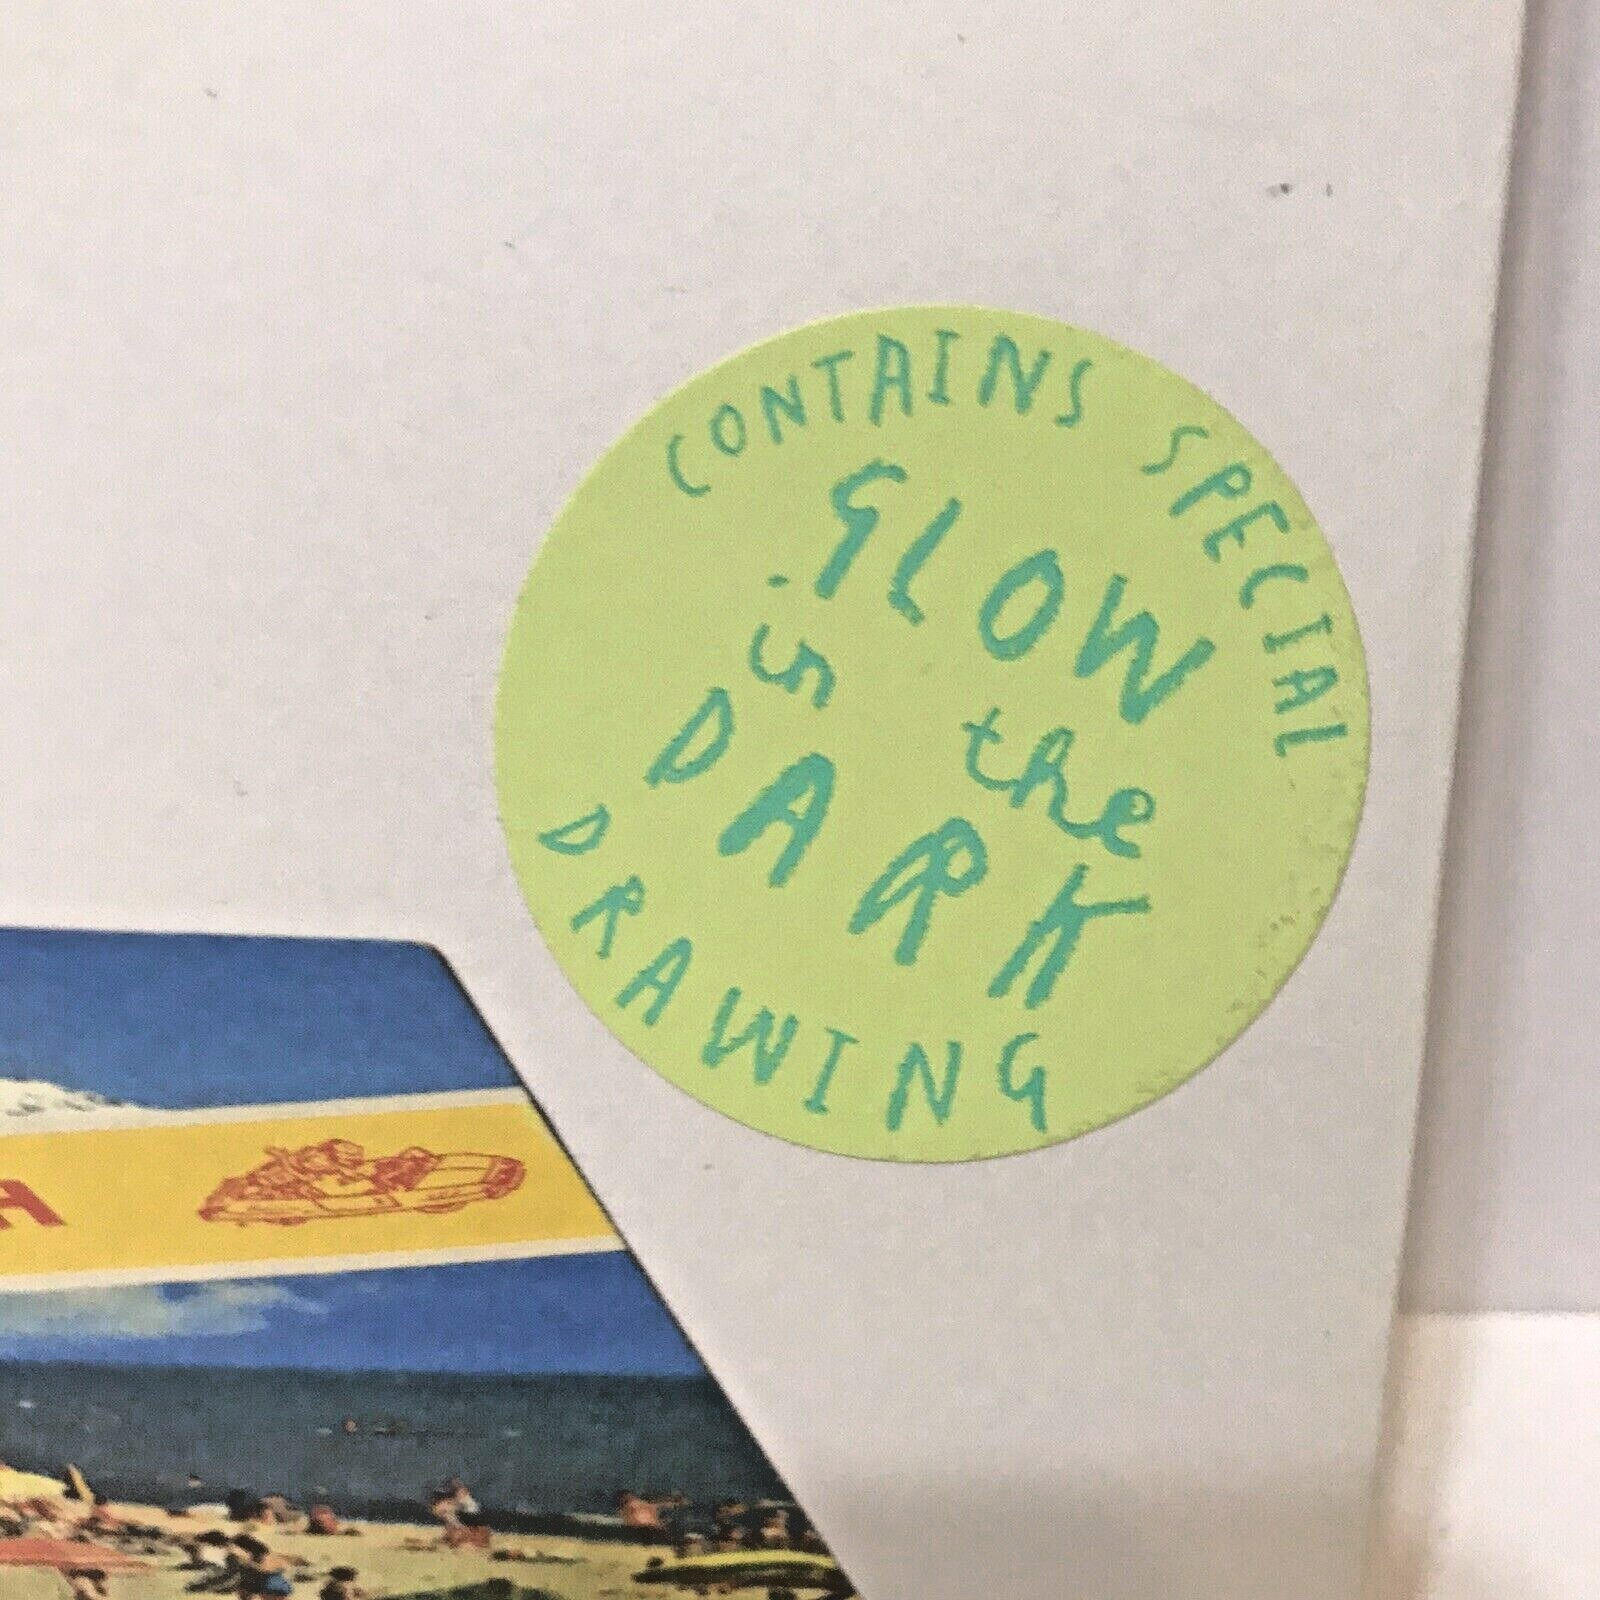 CONTAINS SPECIAL
GLOW
in the
DARK
DRAWING
H